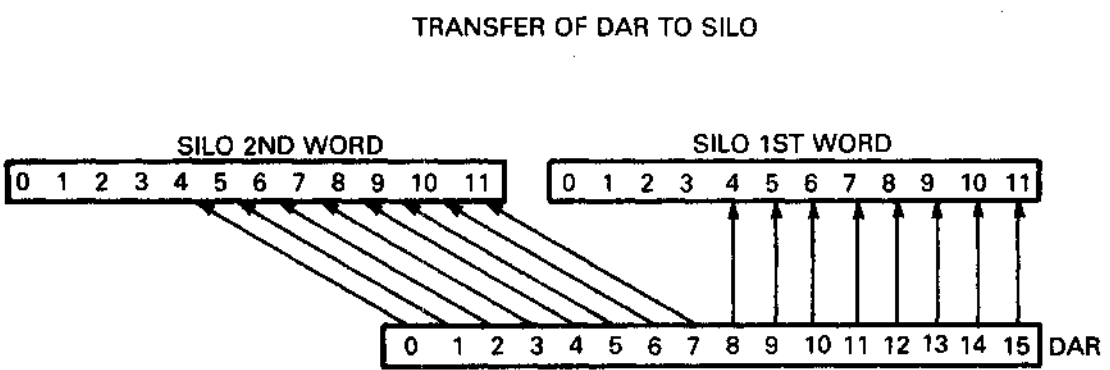 TRANSFER OF DAR TO SILO
SILO 2ND WORD
SILO 1ST WORD
0 1 2 3 4 5 6 7 8 9 10 11
0 1 2 3 4 5 6 7 8 9 10 11
0 1 2 3 4 5 6 7 8 9 10 11 12 13 14 15 DAR